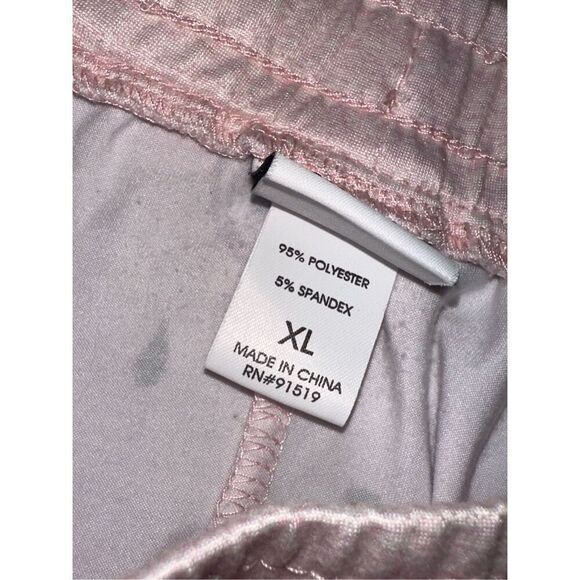 95% POLYESTER
5% SPANDEX
XL
MADE IN CHINA
RN#91519